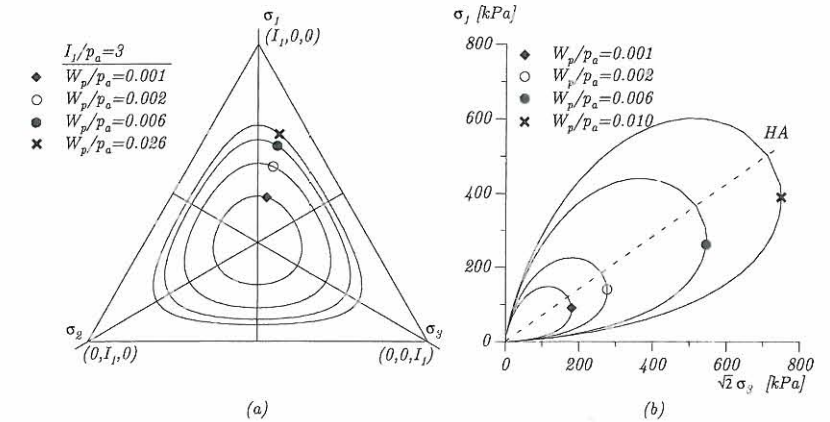 σ₁
(I₁,0,0)
I₁/pₐ=3
Wₚ/pₐ=0.001
Wₚ/pₐ=0.002
Wₚ/pₐ=0.006
Wₚ/pₐ=0.026
σ₂
(0,I₁,0)
σ₃
(0,0,I₁)
(a)
σ₁ [kPa]
800
600
400
200
0
Wₚ/pₐ=0.001
Wₚ/pₐ=0.002
Wₚ/pₐ=0.006
Wₚ/pₐ=0.010
HA
0 200 400 600 800
√2 σ₃ [kPa]
(b)